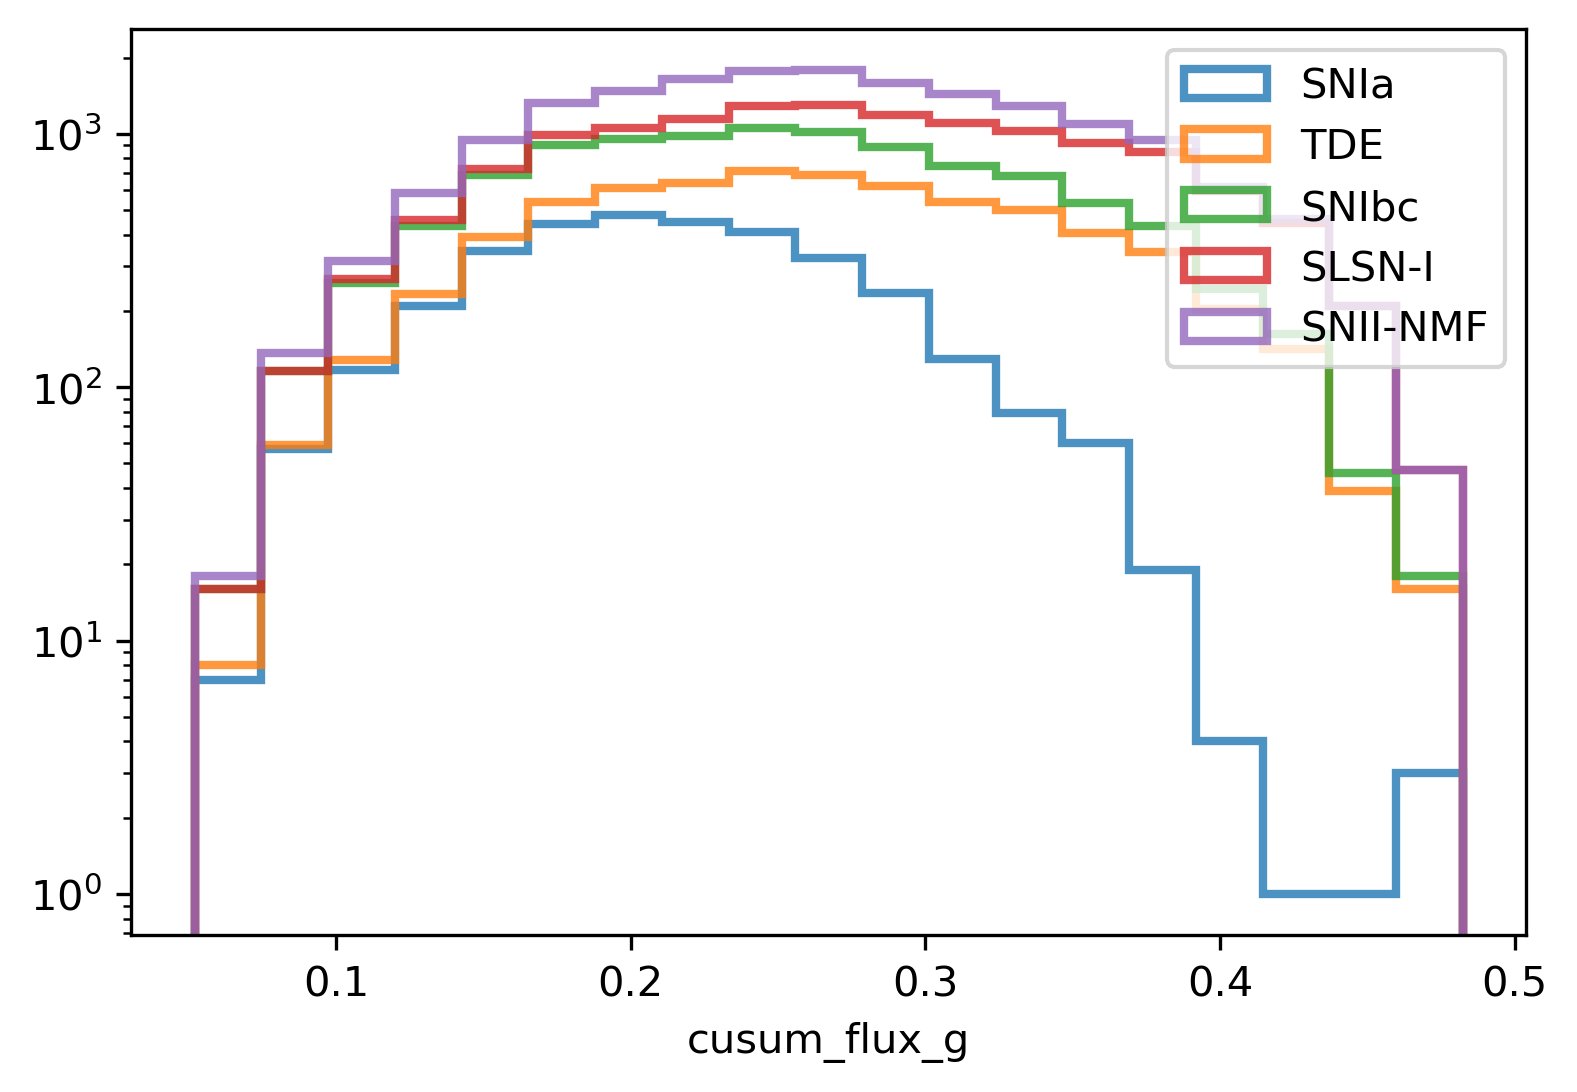 10³
10²
10¹
10⁰
0.1 0.2 0.3 0.4 0.5
cusum_flux_g
SNIa
TDE
SNIbc
SLSN-I
SNII-NMF